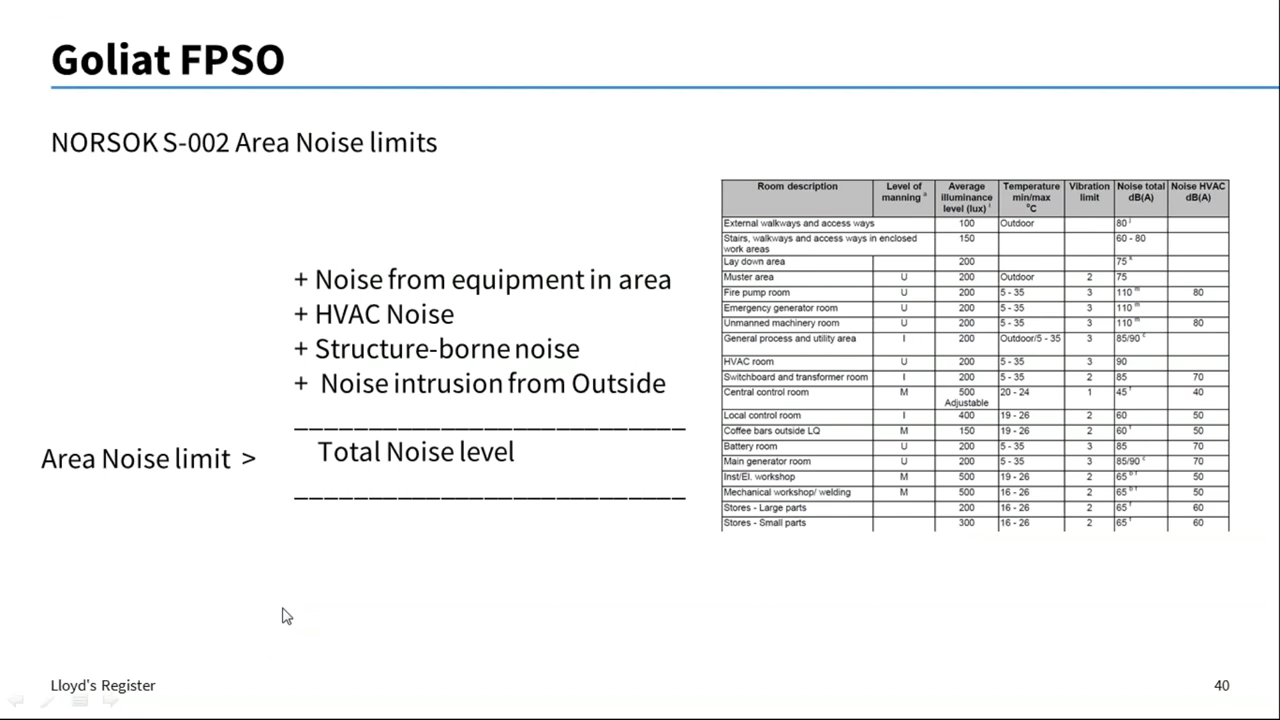 Goliat FPSO
NORSOK S-002 Area Noise limits
+ Noise from equipment in area
+ HVAC Noise
+ Structure-borne noise
+ Noise intrusion from Outside
Area Noise limit > Total Noise level
Room description Level of manning a Average illuminance level (lux) i Temperature min/max °C Vibration limit Noise total dB(A) Noise HVAC dB(A)
External walkways and access ways 100 Outdoor 80 j
Stairs, walkways and access ways in enclosed work areas 150 60 - 80
Lay down area 200 75 k
Muster area U 200 Outdoor 2 75
Fire pump room U 200 5 - 35 3 110 m 80
Emergency generator room U 200 5 - 35 3 110 m
Unmanned machinery room U 200 5 - 35 3 110 m 80
General process and utility area I 200 Outdoor/5 - 35 3 85/90 c
HVAC room U 200 5 - 35 3 90
Switchboard and transformer room I 200 5 - 35 2 85 70
Central control room M 500 Adjustable 20 - 24 1 45 f 40
Local control room I 400 19 - 26 2 60 50
Coffee bars outside LQ M 150 19 - 26 2 60 f 50
Battery room U 200 5 - 35 3 85 70
Main generator room U 200 5 - 35 3 85/90 c 70
Inst/El. workshop M 500 19 - 26 2 65 b f 50
Mechanical workshop/ welding M 500 16 - 26 2 65 b f 50
Stores - Large parts 200 16 - 26 2 65 f 60
Stores - Small parts 300 16 - 26 2 65 f 60
Lloyd's Register
40